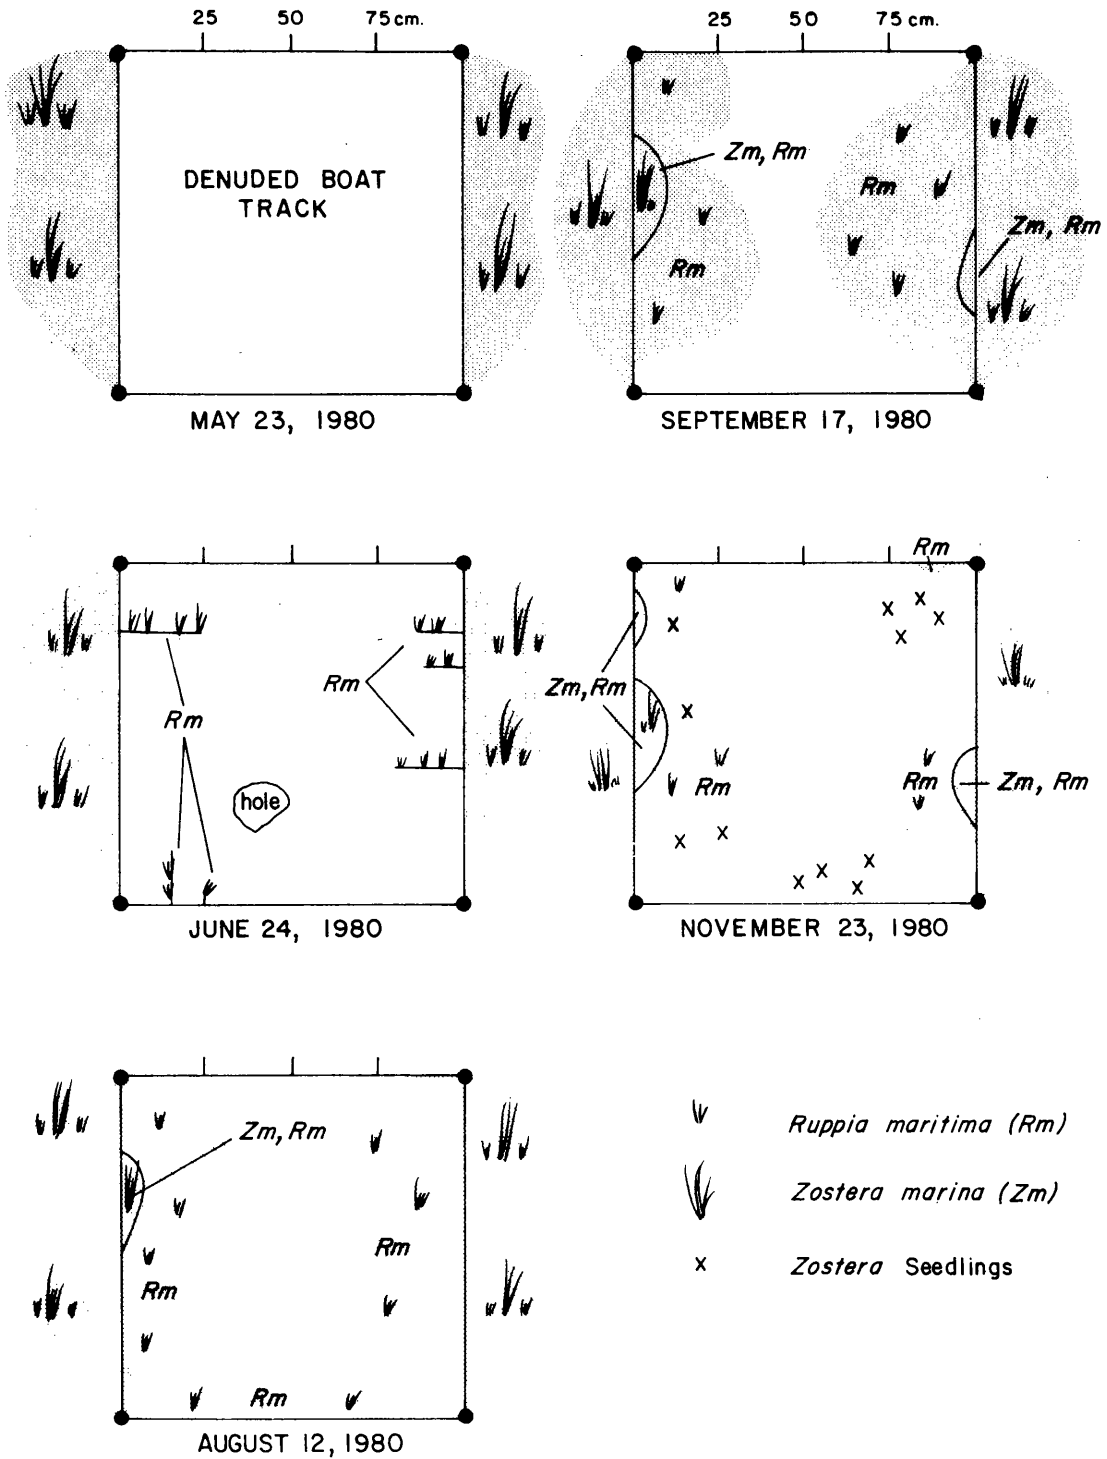 25 50 75 cm.
DENUDED BOAT
TRACK
MAY 23, 1980
25 50 75 cm.
Zm, Rm
Rm
Rm
Zm, Rm
SEPTEMBER 17, 1980
Rm
Rm
hole
JUNE 24, 1980
Rm
Zm, Rm
Rm
Rm
Zm, Rm
NOVEMBER 23, 1980
Zm, Rm
Rm
Rm
Rm
AUGUST 12, 1980
Ruppia maritima (Rm)
Zostera marina (Zm)
x Zostera Seedlings